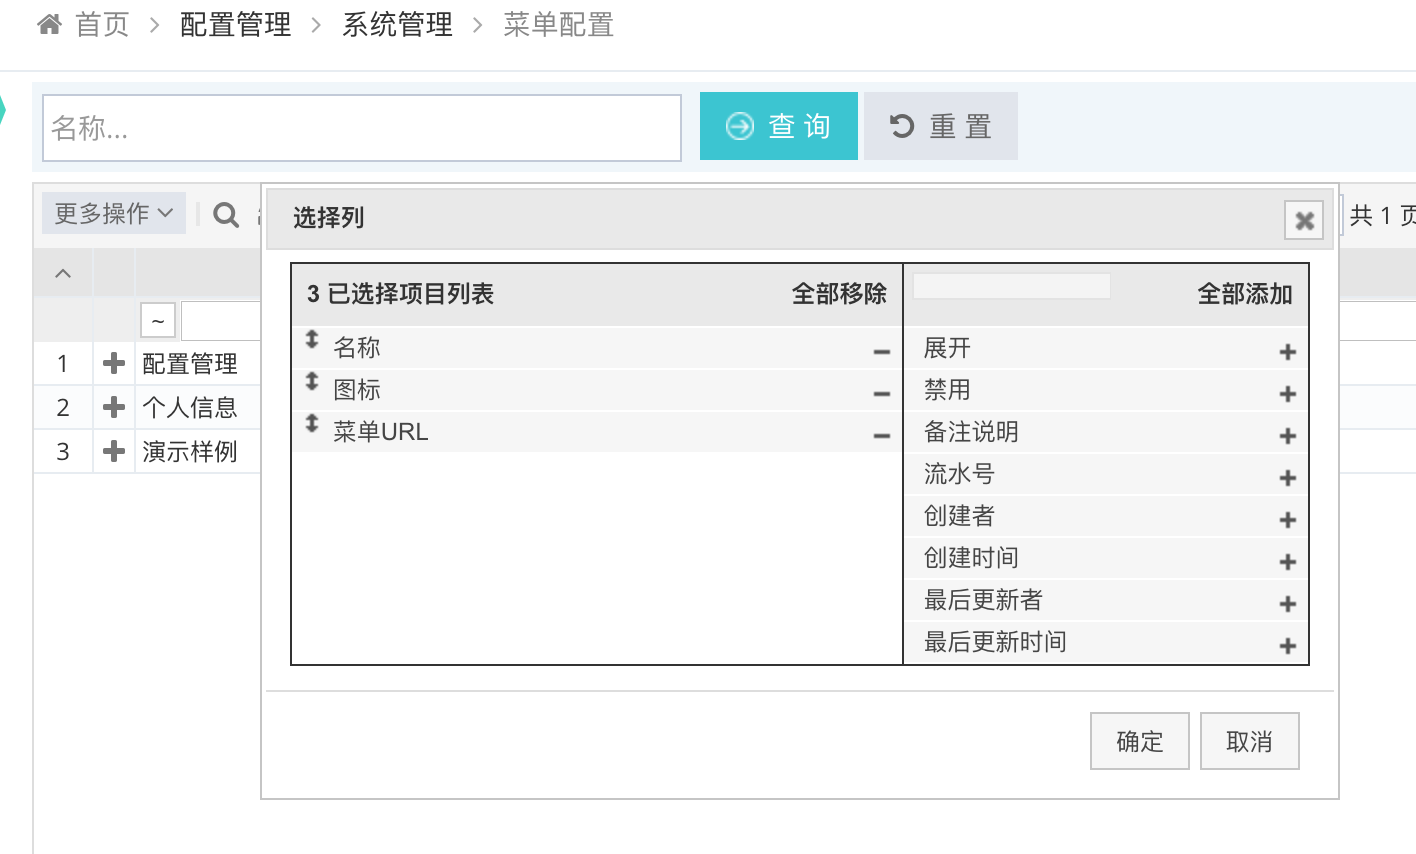 首页 > 配置管理 > 系统管理 > 菜单配置
名称...
查 询
重 置
更多操作
共 1 页
~
1 配置管理
2 个人信息
3 演示样例
选择列
3 已选择项目列表 全部移除
名称
图标
菜单URL
全部添加
展开
禁用
备注说明
流水号
创建者
创建时间
最后更新者
最后更新时间
确定
取消